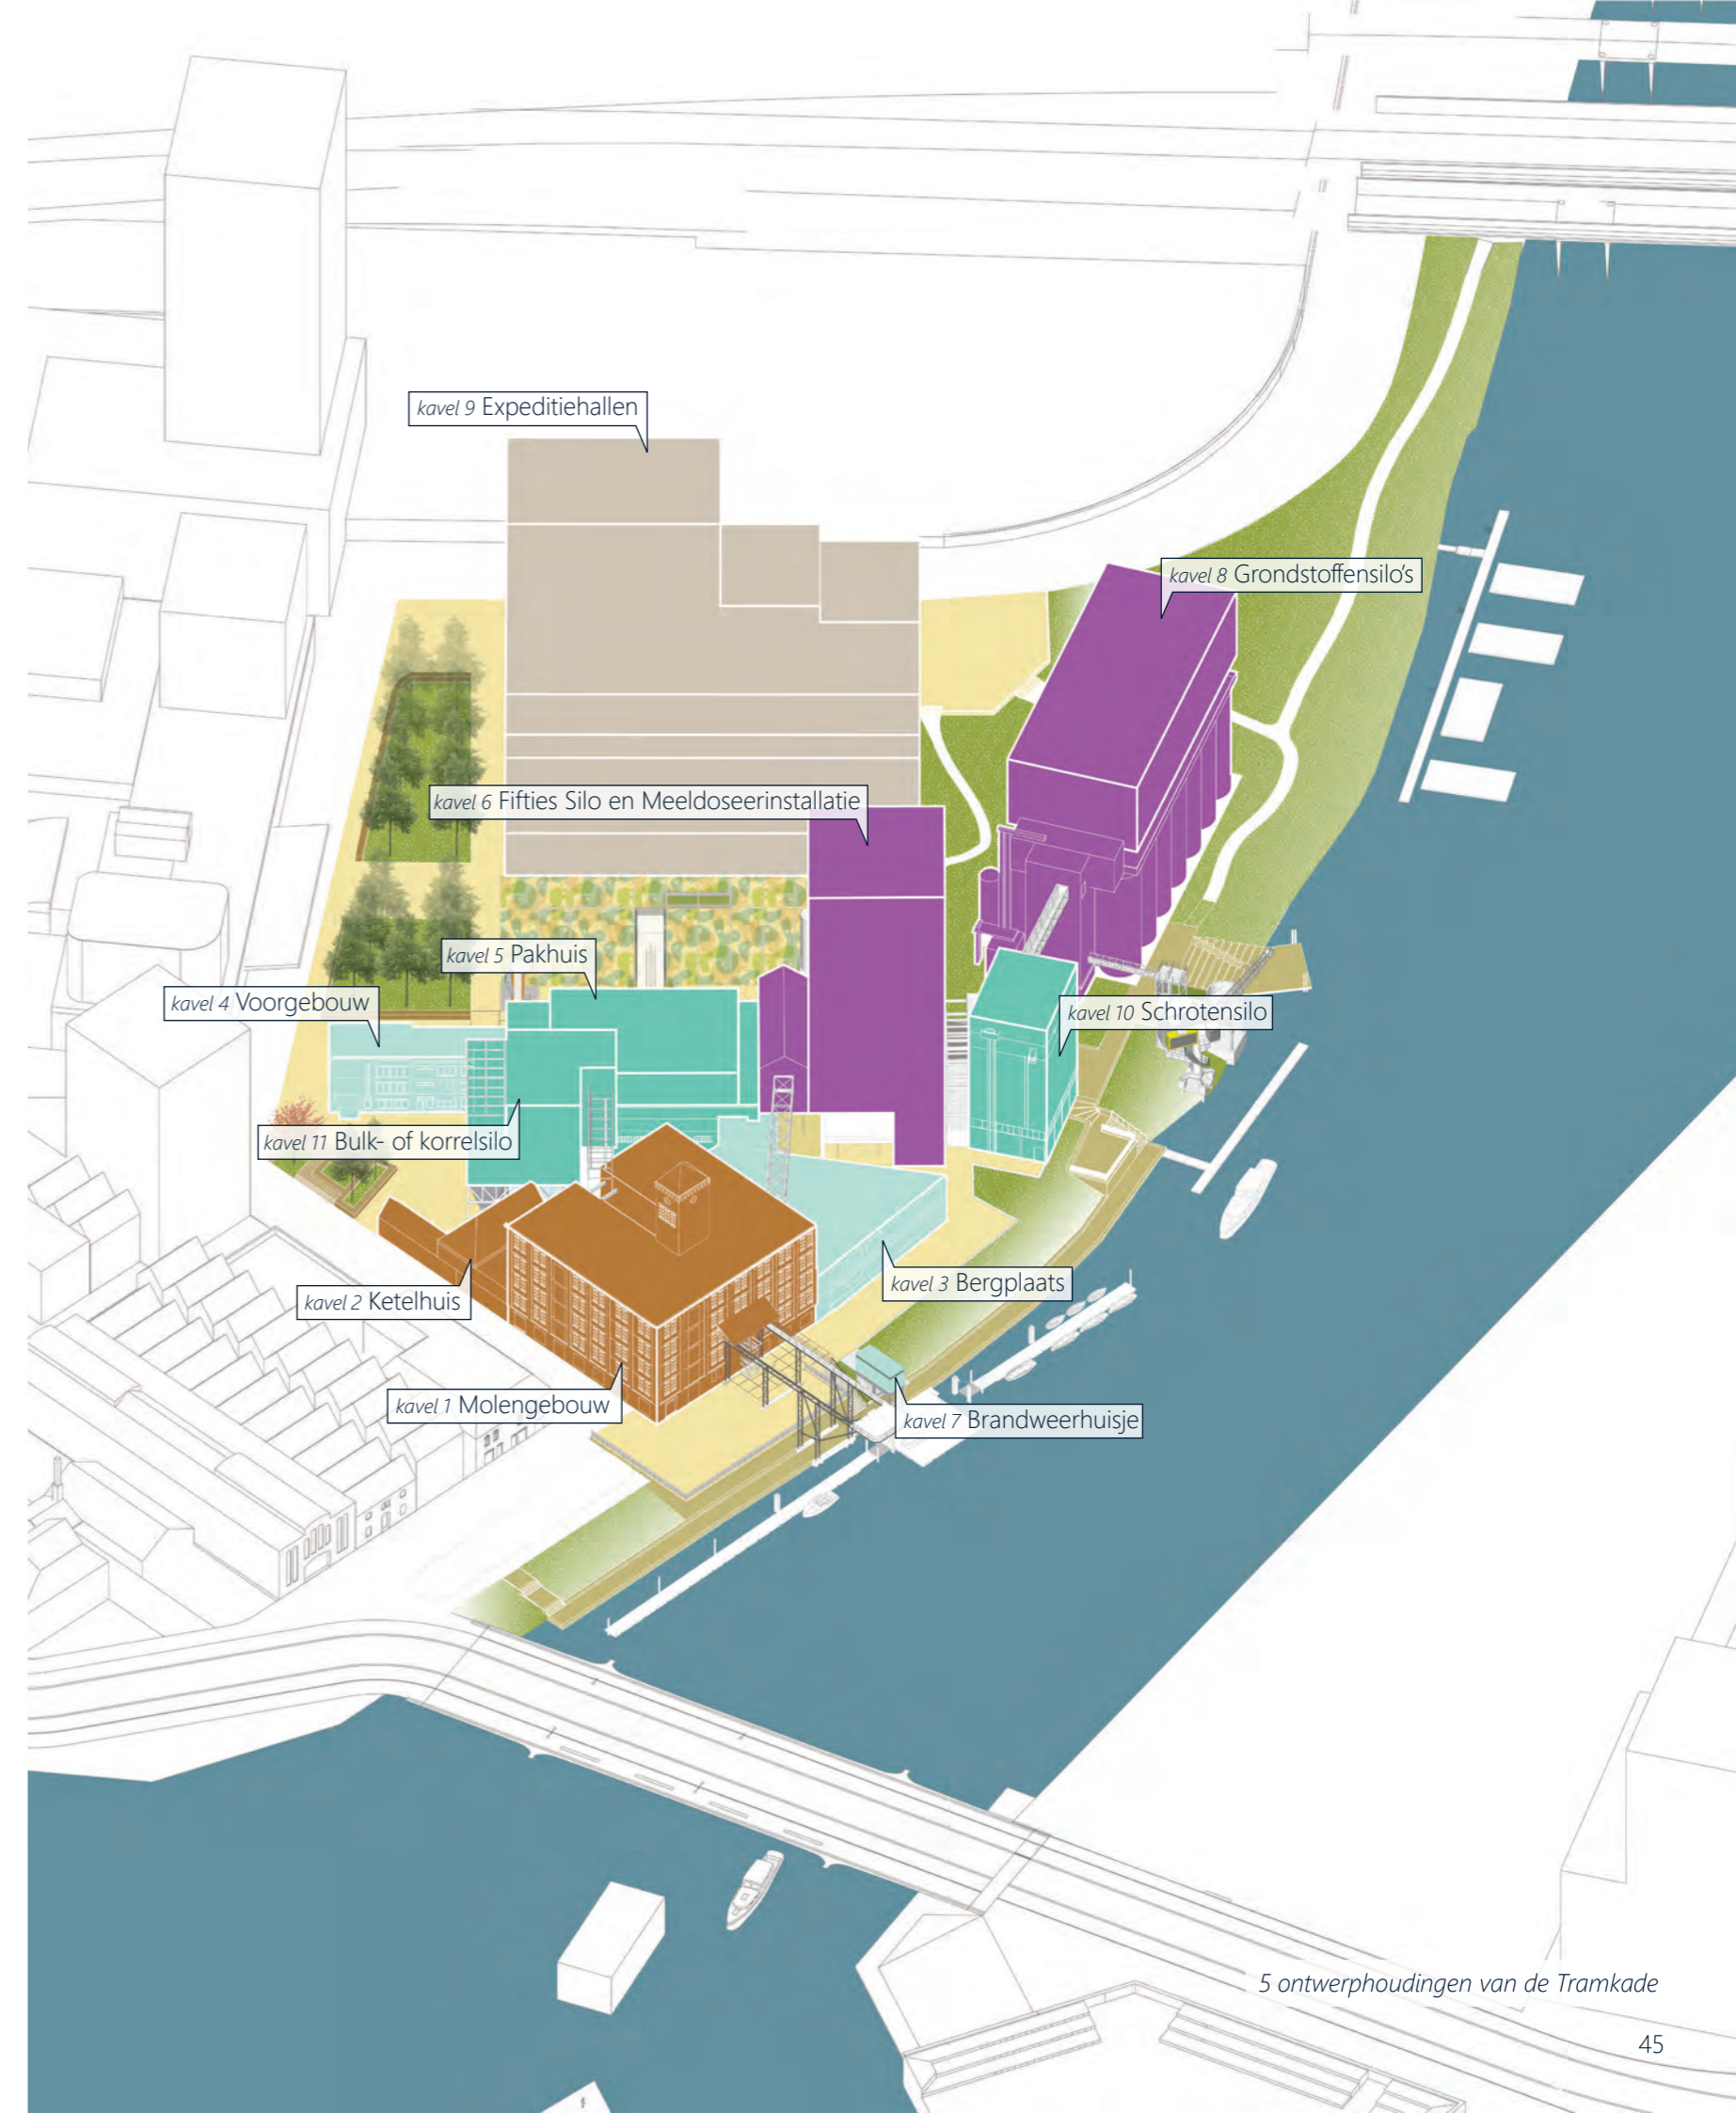 kavel 9 Expeditiehallen
kavel 8 Grondstoffensilo's
kavel 6 Fifties Silo en Meeldoseerinstallatie
kavel 5 Pakhuis
kavel 4 Voorgebouw
kavel 10 Schrotensilo
kavel 11 Bulk- of korrelsilo
kavel 3 Bergplaats
kavel 2 Ketelhuis
kavel 1 Molengebouw
kavel 7 Brandweerhuisje
5 ontwerphoudingen van de Tramkade
45